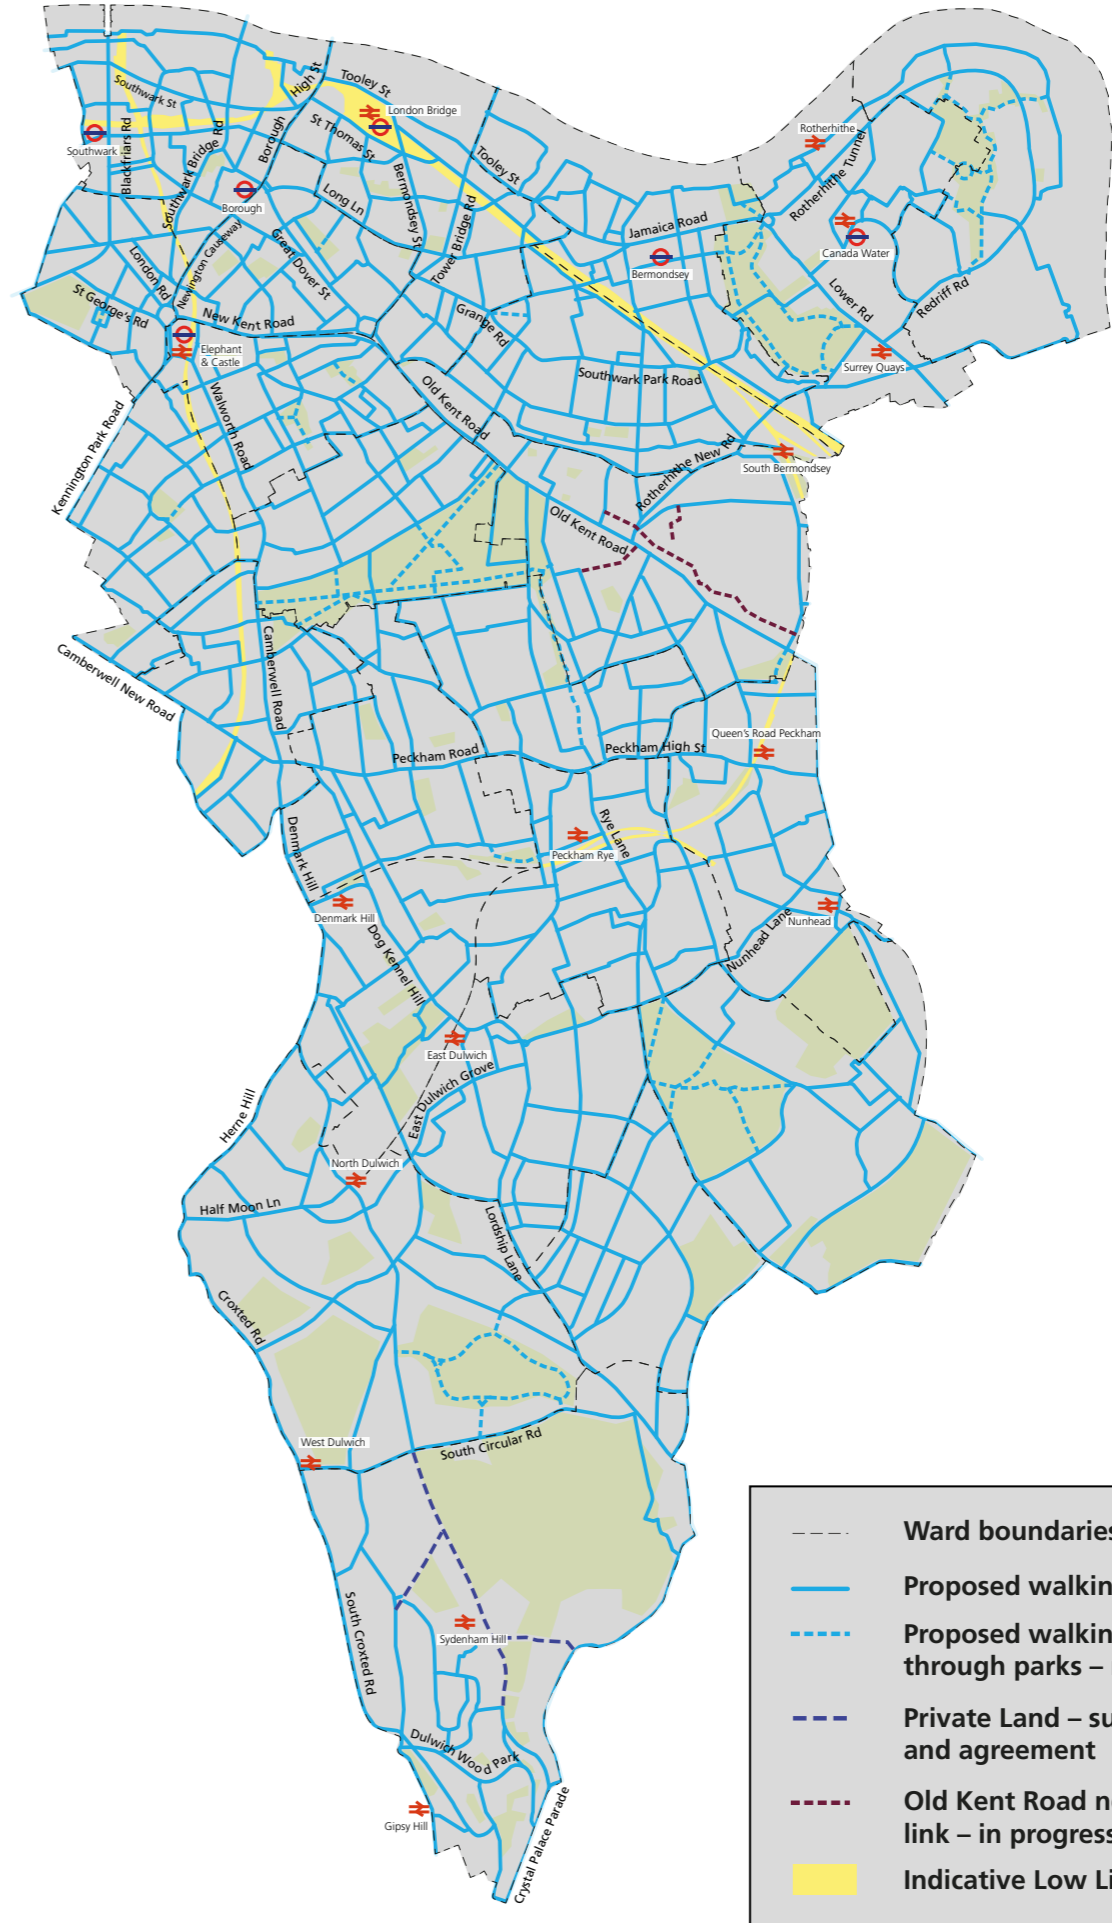 Southwark St
High St
Tooley St
London Bridge
Southwark
Blackfriars Rd
Southwark Bridge Rd
Borough
St Thomas St
Bermondsey St
Tooley St
Rotherhithe
Rotherhithe Tunnel
Borough
Long Ln
Tower Bridge Rd
Jamaica Road
Bermondsey
Canada Water
London Rd
Newington Causeway
Great Dover St
St George's Rd
New Kent Road
Grange Rd
Lower Rd
Redriff Rd
Elephant
& Castle
Surrey Quays
Southwark Park Road
Walworth Road
Old Kent Road
Kennington Park Road
Rotherhithe New Rd
South Bermondsey
Old Kent Road
Camberwell New Road
Camberwell Road
Peckham Road
Peckham High St
Queen's Road Peckham
Denmark Hill
Rye Lane
Peckham Rye
Denmark Hill
Dog Kennel Hill
Nunhead Lane
Nunhead
East Dulwich
East Dulwich Grove
Herne Hill
North Dulwich
Half Moon Ln
Lordship Lane
Croxted Rd
West Dulwich
South Circular Rd
South Croxted Rd
Sydenham Hill
Dulwich Wood Park
Gipsy Hill
Crystal Palace Parade
Ward boundaries
Proposed walkin
Proposed walkin
through parks –
Private Land – su
and agreement
Old Kent Road ne
link – in progress
Indicative Low Li